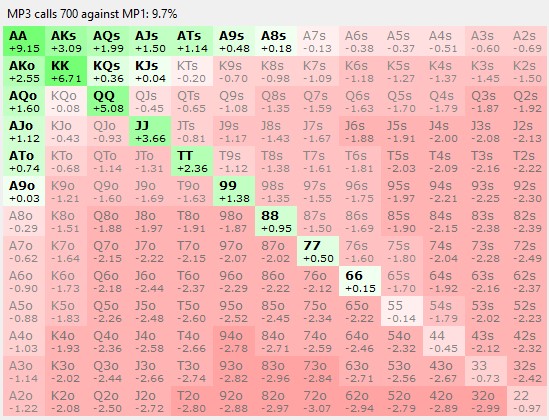 MP3 calls 700 against MP1: 9.7%
AA AKs AQs AJs ATs A9s A8s A7s A6s A5s A4s A3s A2s
+9.15 +3.09 +1.99 +1.50 +1.14 +0.48 +0.18 -0.13 -0.38 -0.37 -0.51 -0.60 -0.69
AKo KK KQs KJs KTs K9s K8s K7s K6s K5s K4s K3s K2s
+2.55 +6.71 +0.36 +0.04 -0.20 -0.70 -0.98 -1.09 -1.18 -1.27 -1.37 -1.45 -1.50
AQo KQo QQ QJs QTs Q9s Q8s Q7s Q6s Q5s Q4s Q3s Q2s
+1.60 -0.08 +5.08 -0.45 -0.65 -1.08 -1.35 -1.59 -1.63 -1.70 -1.79 -1.87 -1.92
AJo KJo QJo JJ JTs J9s J8s J7s J6s J5s J4s J3s J2s
+1.12 -0.43 -0.93 +3.66 -0.81 -1.17 -1.43 -1.67 -1.88 -1.91 -2.00 -2.08 -2.13
ATo KTo QTo JTo TT T9s T8s T7s T6s T5s T4s T3s T2s
+0.74 -0.68 -1.14 -1.31 +2.36 -1.12 -1.38 -1.61 -1.81 -2.03 -2.09 -2.16 -2.22
A9o K9o Q9o J9o T9o 99 98s 97s 96s 95s 94s 93s 92s
+0.03 -1.21 -1.60 -1.69 -1.63 +1.38 -1.35 -1.55 -1.75 -1.97 -2.21 -2.25 -2.30
A8o K8o Q8o J8o T8o 98o 88 87s 86s 85s 84s 83s 82s
-0.29 -1.51 -1.88 -1.97 -1.91 -1.87 +0.95 -1.50 -1.69 -1.90 -2.15 -2.38 -2.39
A7o K7o Q7o J7o T7o 97o 87o 77 76s 75s 74s 73s 72s
-0.62 -1.64 -2.14 -2.22 -2.15 -2.07 -2.02 +0.50 -1.60 -1.80 -2.04 -2.28 -2.49
A6o K6o Q6o J6o T6o 96o 86o 76o 66 65s 64s 63s 62s
-0.90 -1.73 -2.18 -2.44 -2.37 -2.29 -2.22 -2.12 +0.15 -1.70 -1.92 -2.16 -2.37
A5o K5o Q5o J5o T5o 95o 85o 75o 65o 55 54s 53s 52s
-0.88 -1.83 -2.26 -2.48 -2.60 -2.52 -2.45 -2.34 -2.22 -0.14 -1.79 -2.02 -2.23
A4o K4o Q4o J4o T4o 94o 84o 74o 64o 54o 44 43s 42s
-1.03 -1.93 -2.36 -2.58 -2.66 -2.78 -2.71 -2.59 -2.46 -2.32 -0.45 -2.12 -2.32
A3o K3o Q3o J3o T3o 93o 83o 73o 63o 53o 43o 33 32s
-1.14 -2.02 -2.44 -2.66 -2.74 -2.82 -2.96 -2.84 -2.71 -2.56 -2.67 -0.73 -2.42
A2o K2o Q2o J2o T2o 92o 82o 72o 62o 52o 42o 32o 22
-1.22 -2.08 -2.50 -2.72 -2.80 -2.88 -2.97 -3.07 -2.94 -2.79 -2.89 -2.99 -0.97